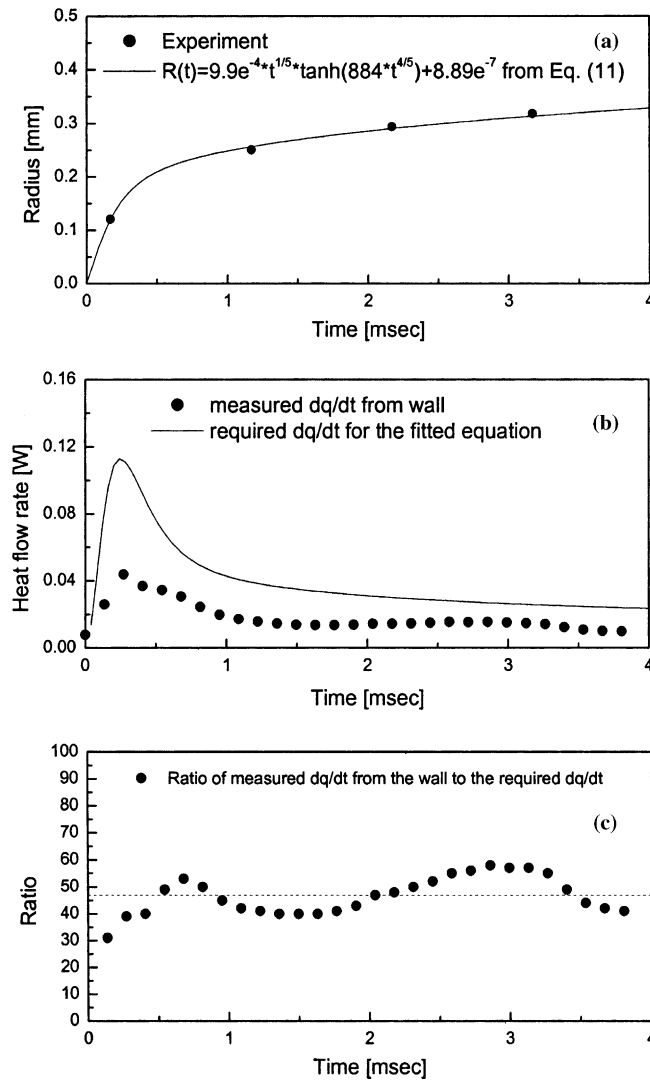 0.5
0.4
0.3
0.2
0.1
0.0
Radius [mm]
Experiment
(a)
R(t)=9.9e⁻⁴*t¹ᐟ⁵*tanh(884*t⁴ᐟ⁵)+8.89e⁻⁷ from Eq. (11)
0 1 2 3 4
Time [msec]
0.16
0.12
0.08
0.04
0.00
Heat flow rate [W]
measured dq/dt from wall
required dq/dt for the fitted equation
(b)
0 1 2 3 4
Time [msec]
100
90
80
70
60
50
40
30
20
10
0
Ratio
Ratio of measured dq/dt from the wall to the required dq/dt
(c)
0 1 2 3 4
Time [msec]